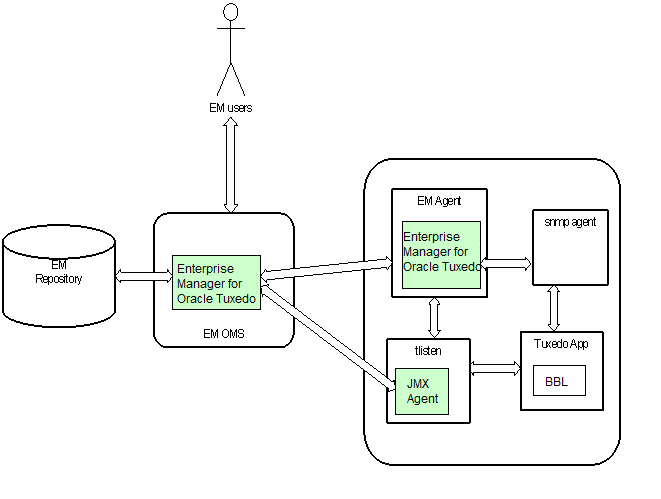 EM users
EM
Repository
Enterprise
Manager for
Oracle Tuxedo
EM OMS
EM Agent
Enterprise
Manager for
Oracle Tuxedo
snmp agent
tlisten
JMX
Agent
Tuxedo App
BBL